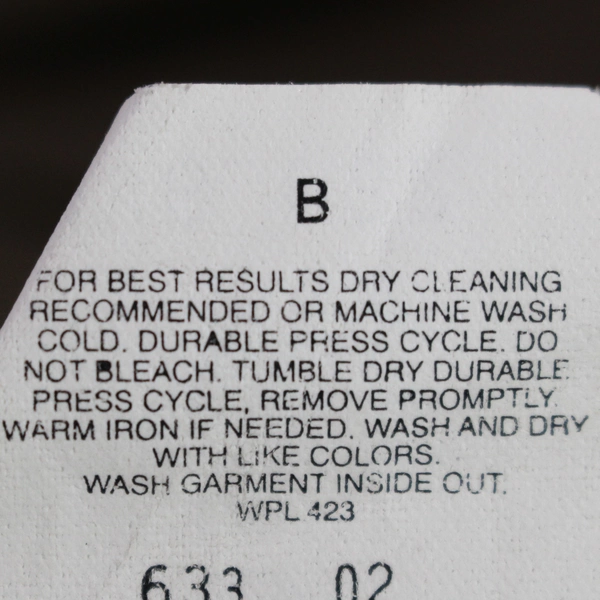 B
FOR BEST RESULTS DRY CLEANING
RECOMMENDED OR MACHINE WASH
COLD. DURABLE PRESS CYCLE. DO
NOT BLEACH. TUMBLE DRY DURABLE
PRESS CYCLE, REMOVE PROMPTLY.
WARM IRON IF NEEDED. WASH AND DRY
WITH LIKE COLORS.
WASH GARMENT INSIDE OUT.
WPL 423
633 02